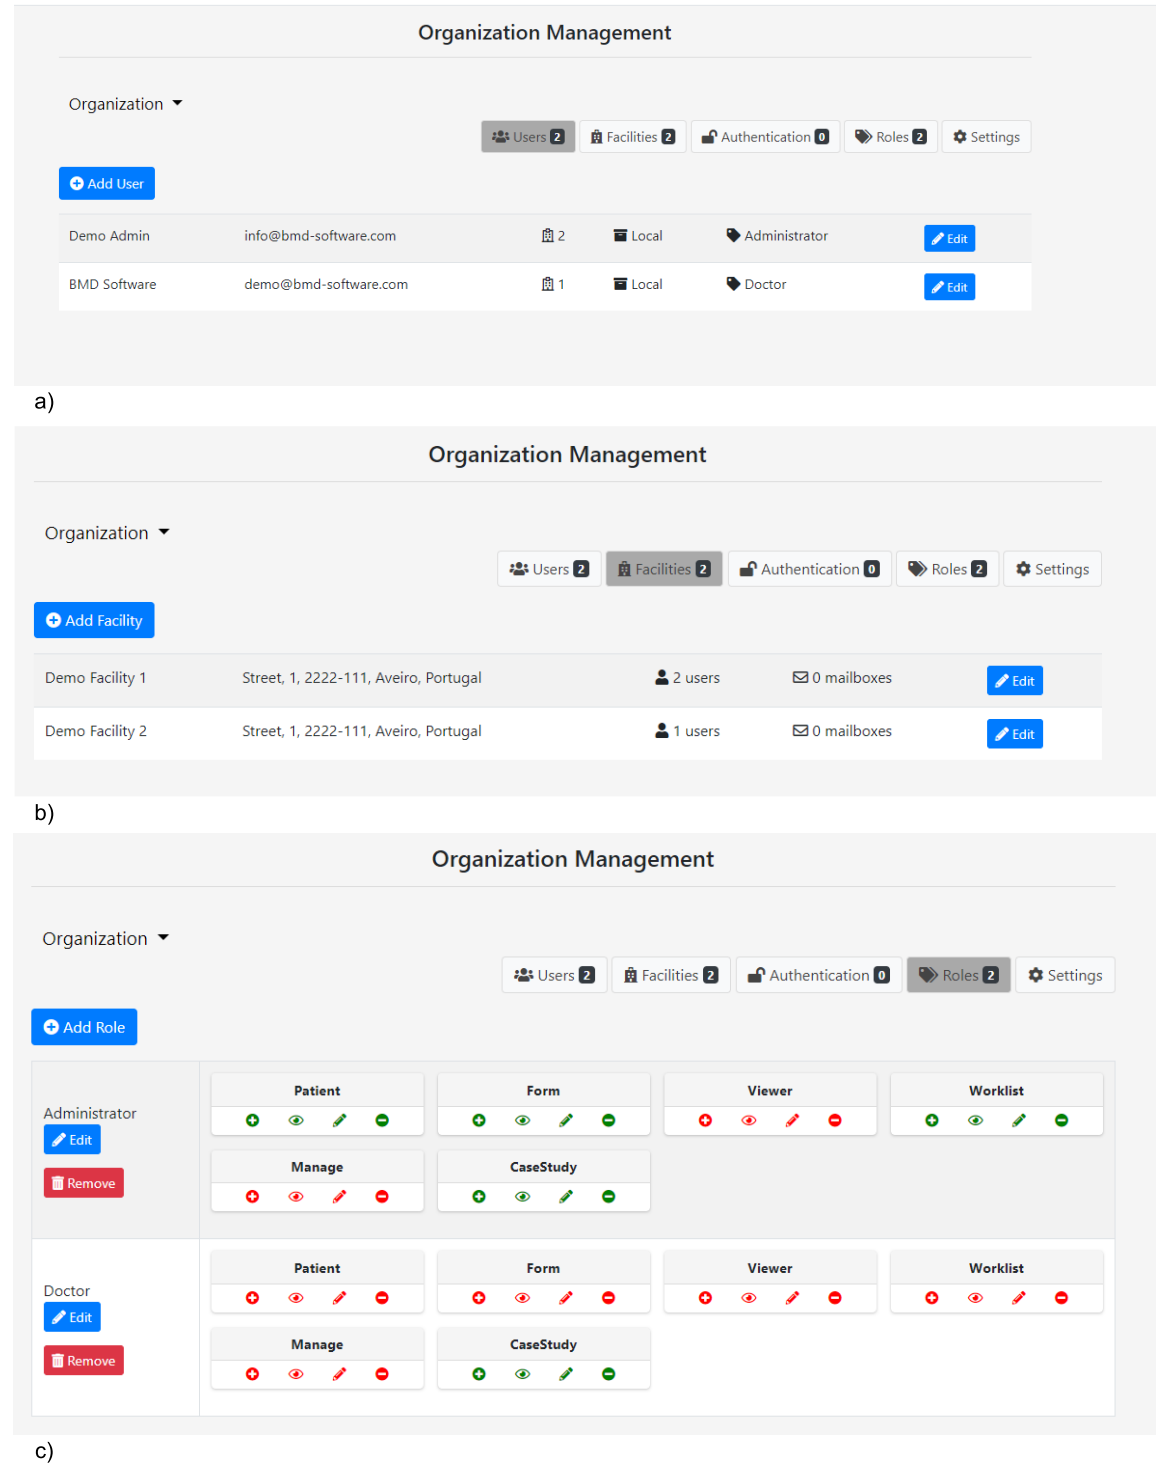 Organization Management
Organization
Users 2 Facilities 2 Authentication 0 Roles 2 Settings
Add User
Demo Admin info@bmd-software.com 2 Local Administrator Edit
BMD Software demo@bmd-software.com 1 Local Doctor Edit
a)
Organization Management
Organization
Users 2 Facilities 2 Authentication 0 Roles 2 Settings
Add Facility
Demo Facility 1 Street, 1, 2222-111, Aveiro, Portugal 2 users 0 mailboxes Edit
Demo Facility 2 Street, 1, 2222-111, Aveiro, Portugal 1 users 0 mailboxes Edit
b)
Organization Management
Organization
Users 2 Facilities 2 Authentication 0 Roles 2 Settings
Add Role
Administrator
Edit
Remove
Patient Form Viewer Worklist
Manage CaseStudy
Doctor
Edit
Remove
Patient Form Viewer Worklist
Manage CaseStudy
c)